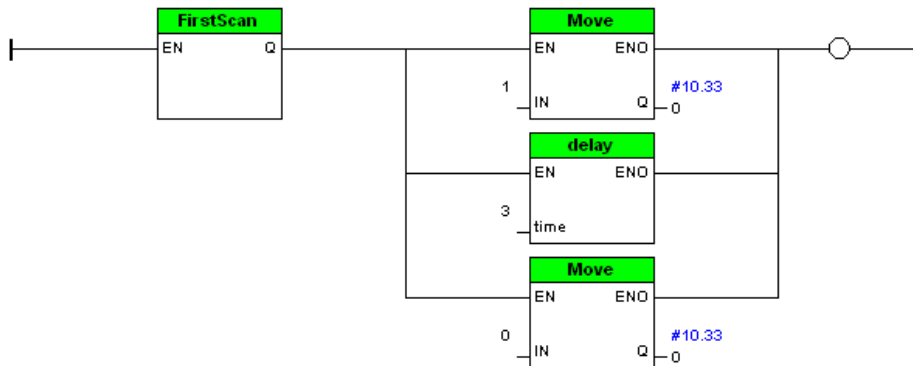 FirstScan
EN Q
Move
EN ENO
1 #10.33
IN Q 0
delay
EN ENO
3
time
Move
EN ENO
0 #10.33
IN Q 0